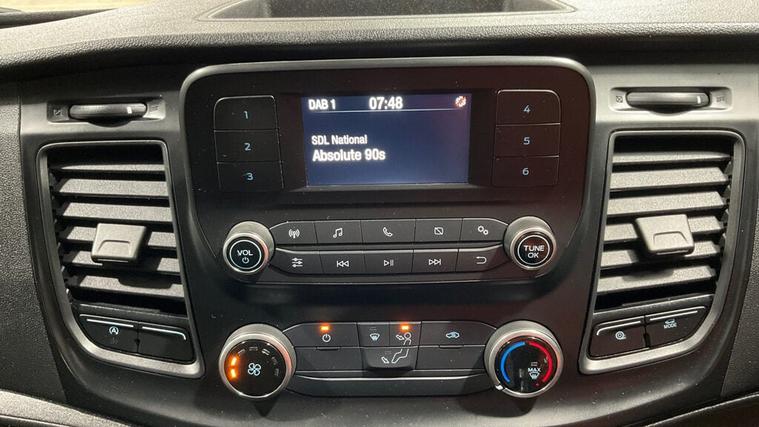 DAB 1 07:48
SDL National
Absolute 90s
1
2
3
4
5
6
VOL
TUNE
OK
A
MODE
MAX